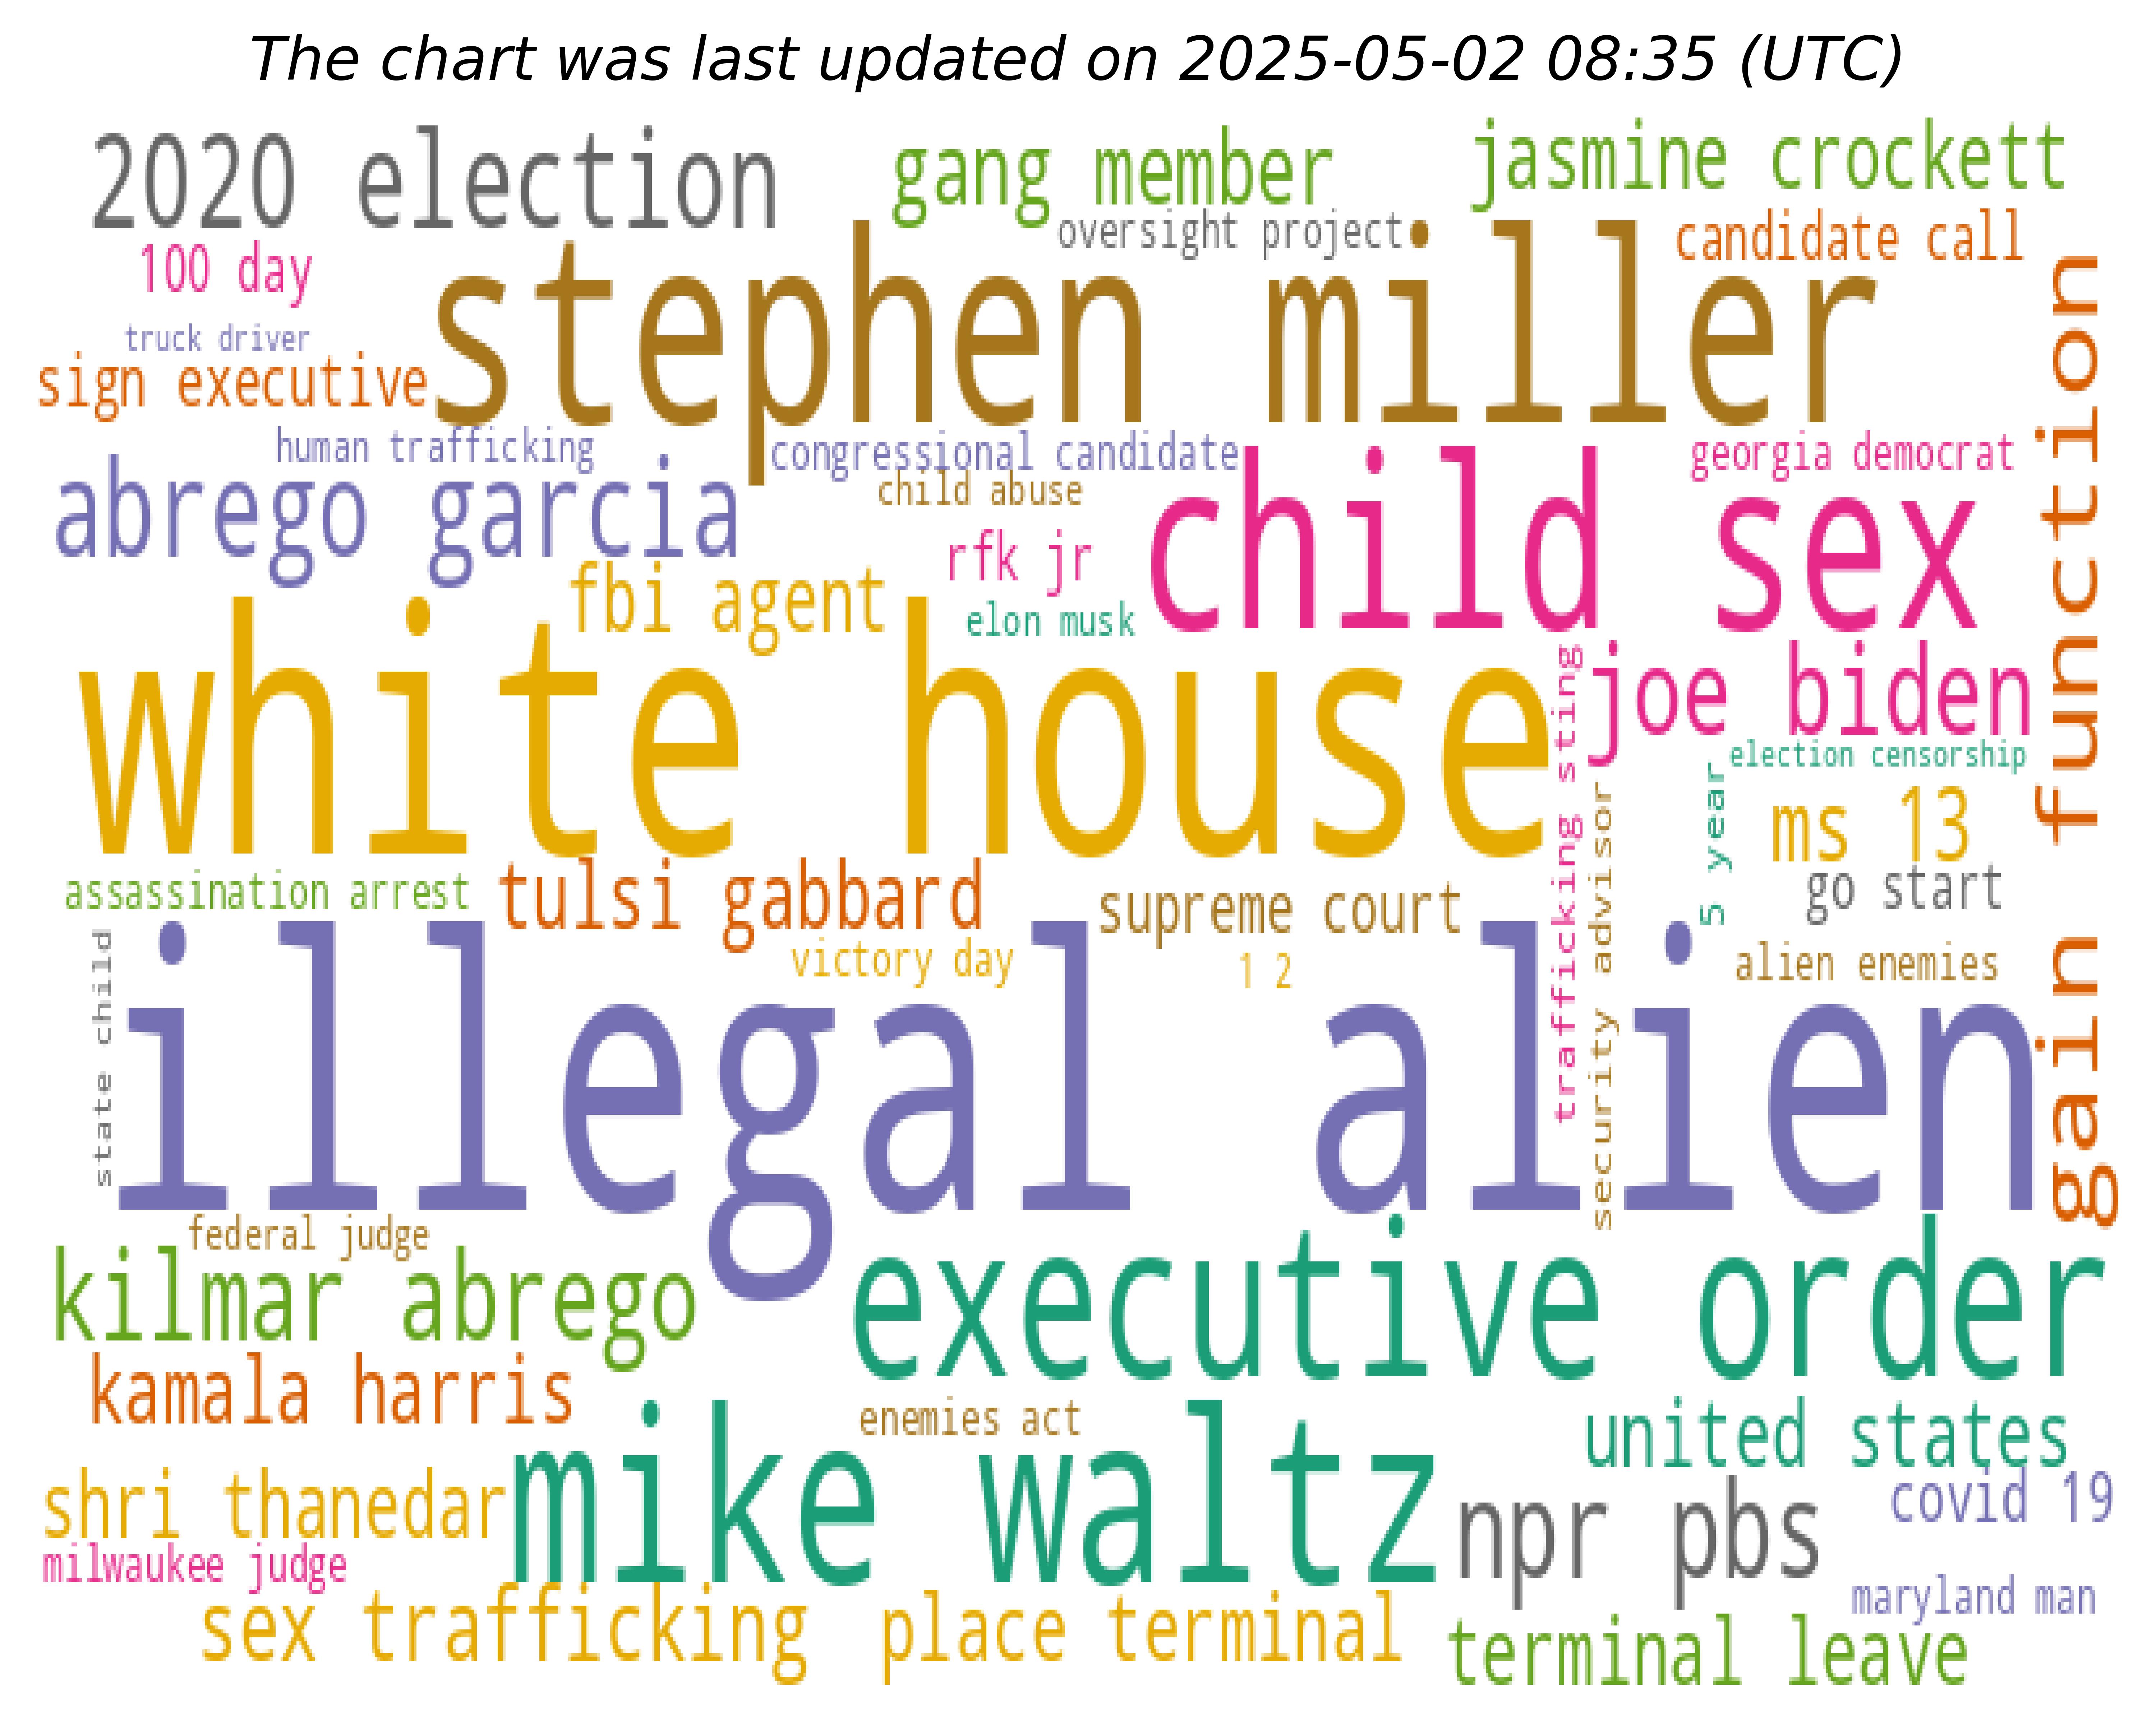 The chart was last updated on 2025-05-02 08:35 (UTC)
2020 election
gang member
jasmine crockett
oversight project
candidate call
100 day
stephen miller
truck driver
sign executive
gain function
human trafficking
congressional candidate
georgia democrat
abrego garcia
child abuse
child sex
rfk jr
fbi agent
elon musk
white house
joe biden
trafficking sting
election censorship
security advisor
5 year
ms 13
assassination arrest
tulsi gabbard
supreme court
go start
state child
victory day
1 2
alien enemies
illegal alien
federal judge
kilmar abrego
executive order
kamala harris
enemies act
mike waltz
united states
shri thanedar
npr pbs
covid 19
milwaukee judge
sex trafficking
place terminal
maryland man
terminal leave